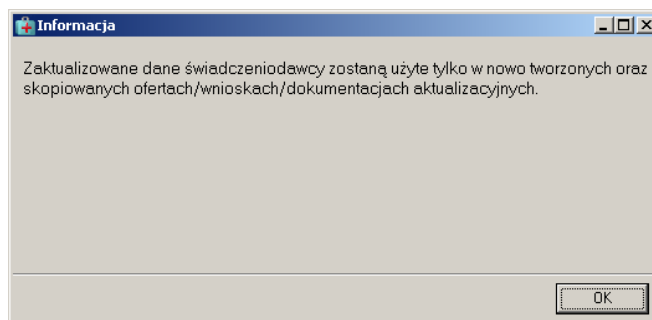 Informacja
Zaktualizowane dane świadczeniodawcy zostaną użyte tylko w nowo tworzonych oraz
skopiowanych ofertach/wnioskach/dokumentacjach aktualizacyjnych.
OK